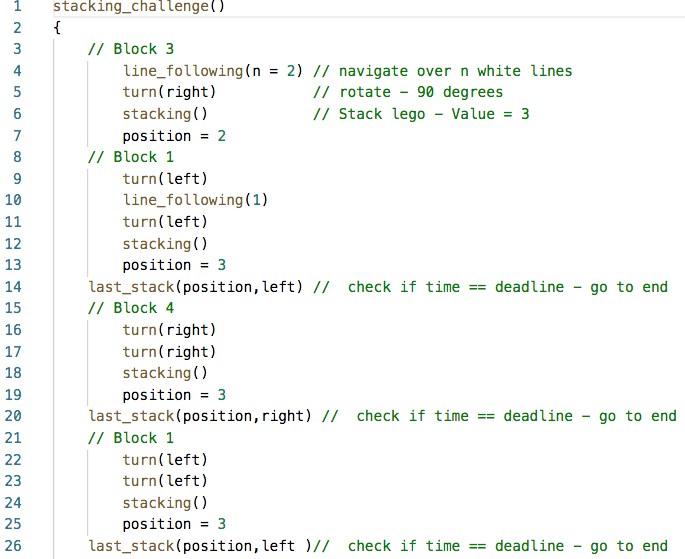 1 stacking_challenge()
2 {
3 // Block 3
4 line_following(n = 2) // navigate over n white lines
5 turn(right) // rotate – 90 degrees
6 stacking() // Stack lego – Value = 3
7 position = 2
8 // Block 1
9 turn(left)
10 line_following(1)
11 turn(left)
12 stacking()
13 position = 3
14 last_stack(position,left) // check if time == deadline – go to end
15 // Block 4
16 turn(right)
17 turn(right)
18 stacking()
19 position = 3
20 last_stack(position,right) // check if time == deadline – go to end
21 // Block 1
22 turn(left)
23 turn(left)
24 stacking()
25 position = 3
26 last_stack(position,left )// check if time == deadline – go to end